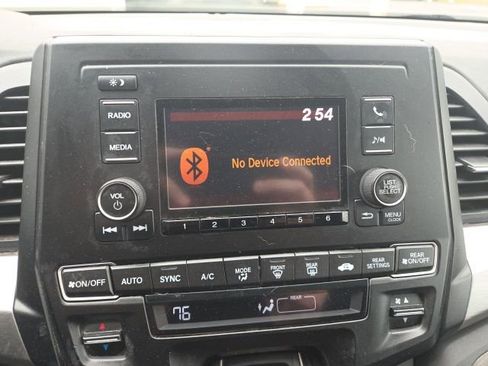 2 54
RADIO
MEDIA
No Device Connected
VOL
LIST
PUSH
SELECT
MENU
CLOCK
1 2 3 4 5 6
ON/OFF
AUTO
SYNC
A/C
MODE
FRONT
REAR
REAR
SETTINGS
REAR
ON/OFF
76
REAR